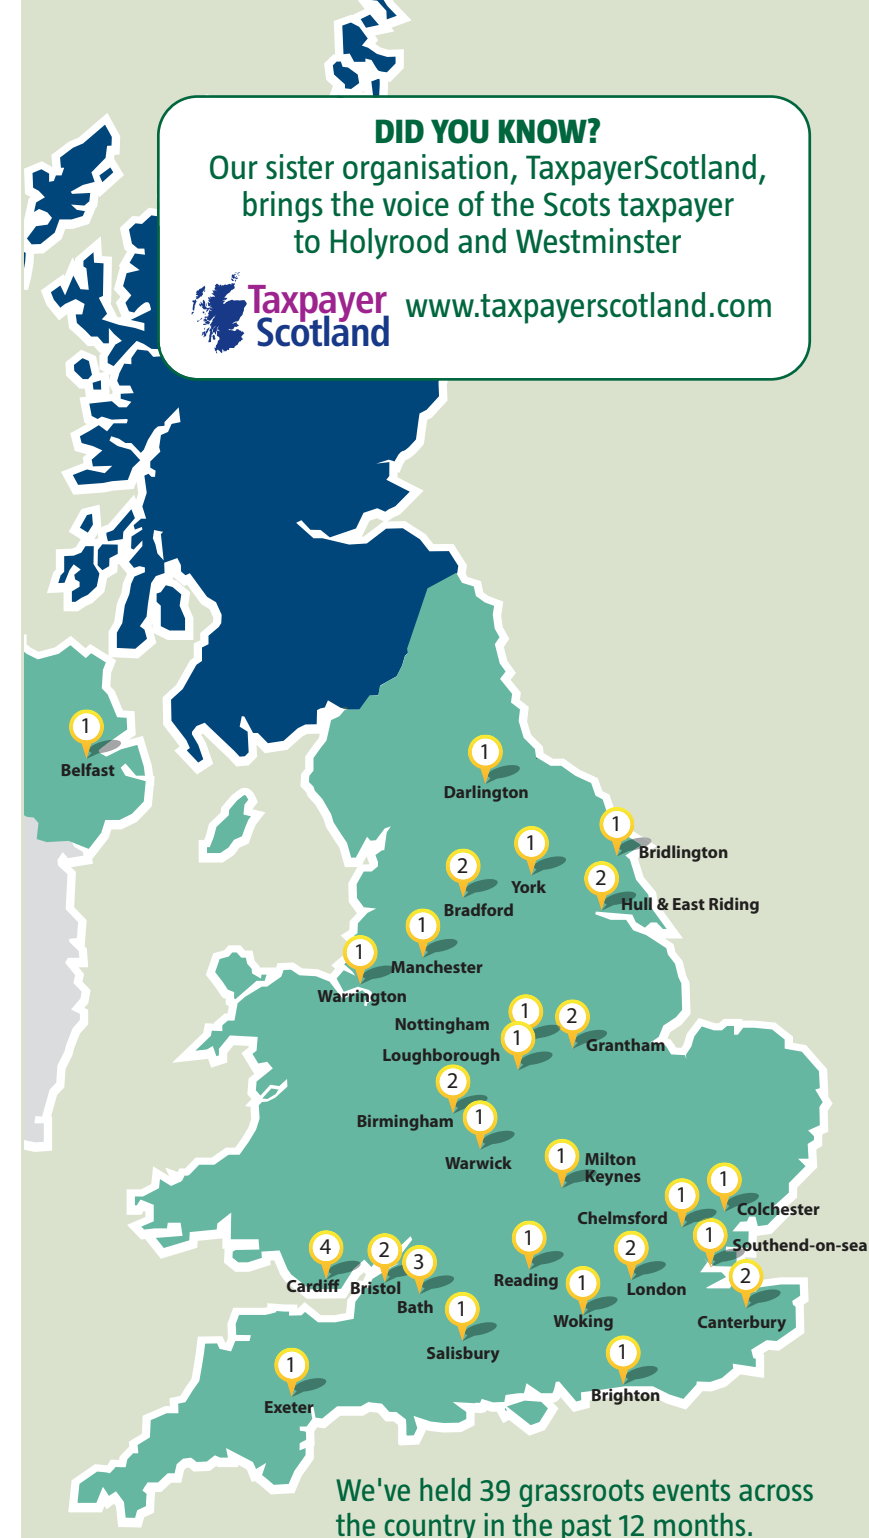 DID YOU KNOW?
Our sister organisation, TaxpayerScotland,
brings the voice of the Scots taxpayer
to Holyrood and Westminster
Taxpayer
Scotland
www.taxpayerscotland.com
1
Belfast
1
Darlington
1
Bridlington
1
York
2
Bradford
2
Hull & East Riding
1
Manchester
1
Warrington
1
Nottingham
2
Grantham
1
Loughborough
2
Birmingham
1
Warwick
1
Milton
Keynes
1
Chelmsford
1
Colchester
1
Southend-on-sea
4
Cardiff
2
Bristol
3
Bath
1
Reading
2
London
1
Woking
2
Canterbury
1
Salisbury
1
Brighton
1
Exeter
We've held 39 grassroots events across
the country in the past 12 months.